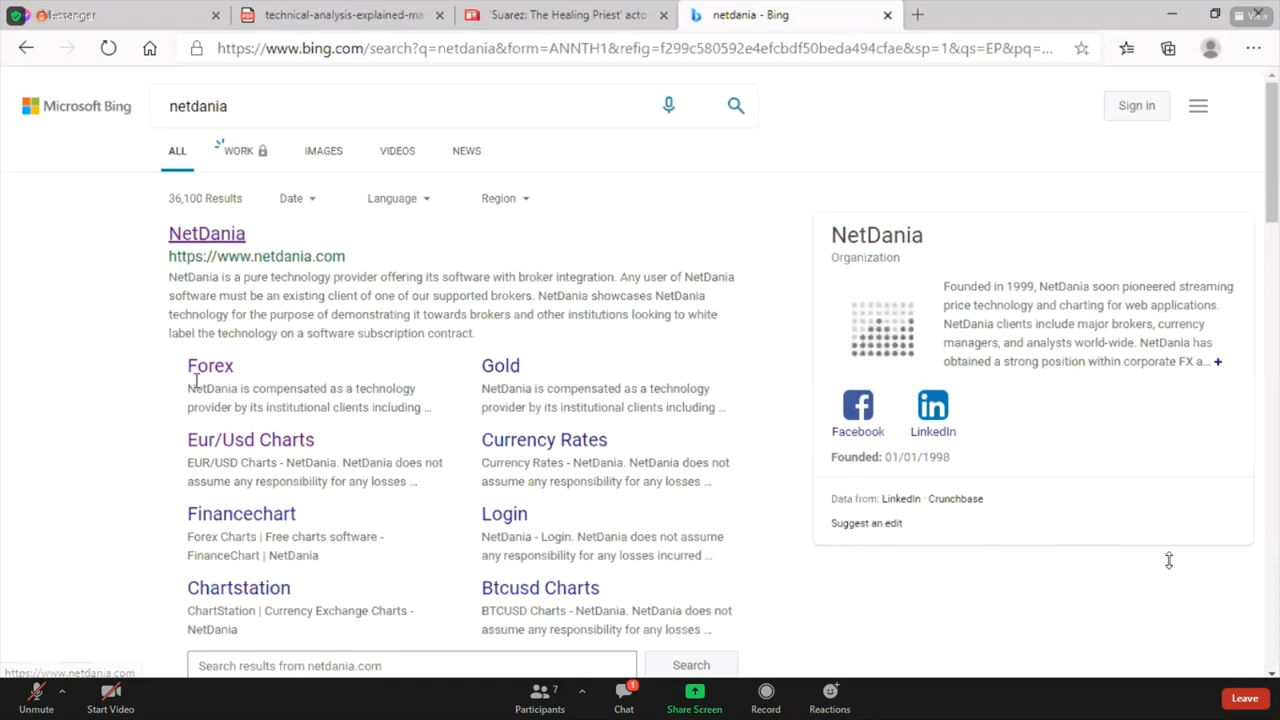 essenger
technical-analysis-explained-ma
'Suarez: The Healing Priest' acto
netdania - Bing
View
https://www.bing.com/search?q=netdania&form=ANNTH1&refig=f299c580592e4efcbdf50beda494cfae&sp=1&qs=EP&pq=...
Microsoft Bing
netdania
Sign in
ALL
WORK
IMAGES
VIDEOS
NEWS
36,100 Results
Date
Language
Region
NetDania
https://www.netdania.com
NetDania is a pure technology provider offering its software with broker integration. Any user of NetDania
software must be an existing client of one of our supported brokers. NetDania showcases NetDania
technology for the purpose of demonstrating it towards brokers and other institutions looking to white
label the technology on a software subscription contract.
Forex
NetDania is compensated as a technology
provider by its institutional clients including ...
Gold
NetDania is compensated as a technology
provider by its institutional clients including ...
Eur/Usd Charts
EUR/USD Charts - NetDania. NetDania does not
assume any responsibility for any losses ...
Currency Rates
Currency Rates - NetDania. NetDania does not
assume any responsibility for any losses ...
Financechart
Forex Charts | Free charts software -
FinanceChart | NetDania
Login
NetDania - Login. NetDania does not assume
any responsibility for any losses incurred ...
Chartstation
ChartStation | Currency Exchange Charts -
NetDania
Btcusd Charts
BTCUSD Charts - NetDania. NetDania does not
assume any responsibility for any losses ...
Search results from netdania.com
Search
NetDania
Organization
Founded in 1999, NetDania soon pioneered streaming
price technology and charting for web applications.
NetDania clients include major brokers, currency
managers, and analysts world-wide. NetDania has
obtained a strong position within corporate FX a... +
Facebook
LinkedIn
Founded: 01/01/1998
Data from: LinkedIn · Crunchbase
Suggest an edit
https://www.netdania.com
Unmute
Start Video
7
Participants
1
Chat
Share Screen
Record
Reactions
Leave